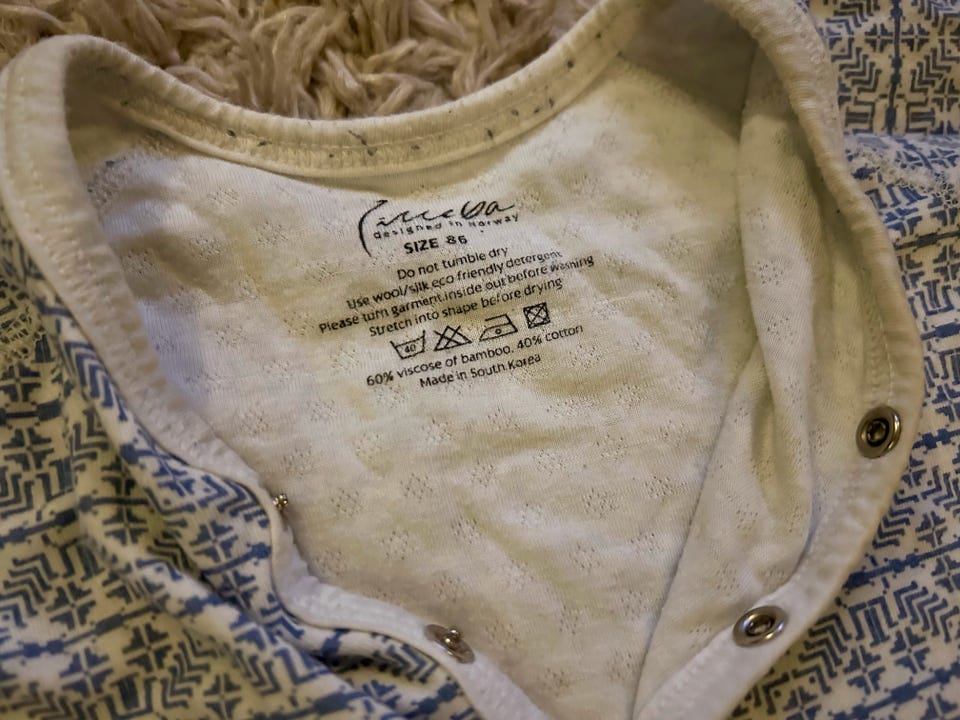 Designed in Norway
SIZE 86
Do not tumble dry
Use wool/silk eco friendly detergent
Please turn garment inside out before washing
Stretch into shape before drying
40
60% viscose of bamboo, 40% cotton
Made in South Korea